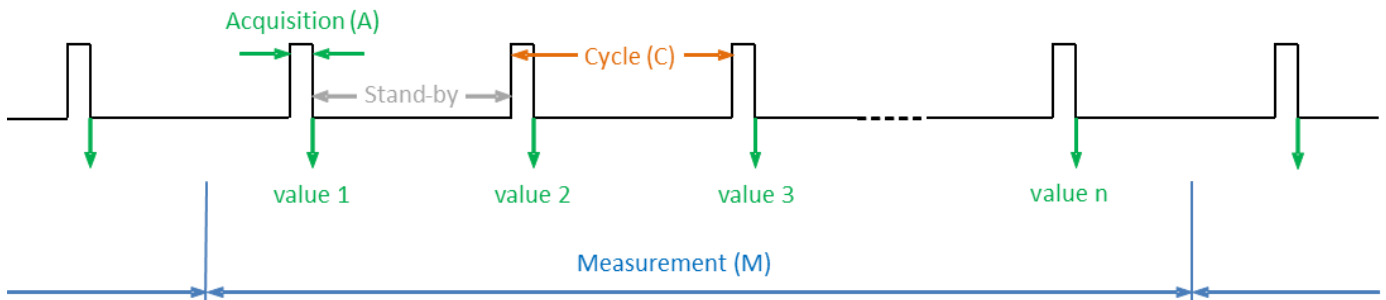 Acquisition (A)
Cycle (C)
Stand-by
value 1
value 2
value 3
value n
Measurement (M)